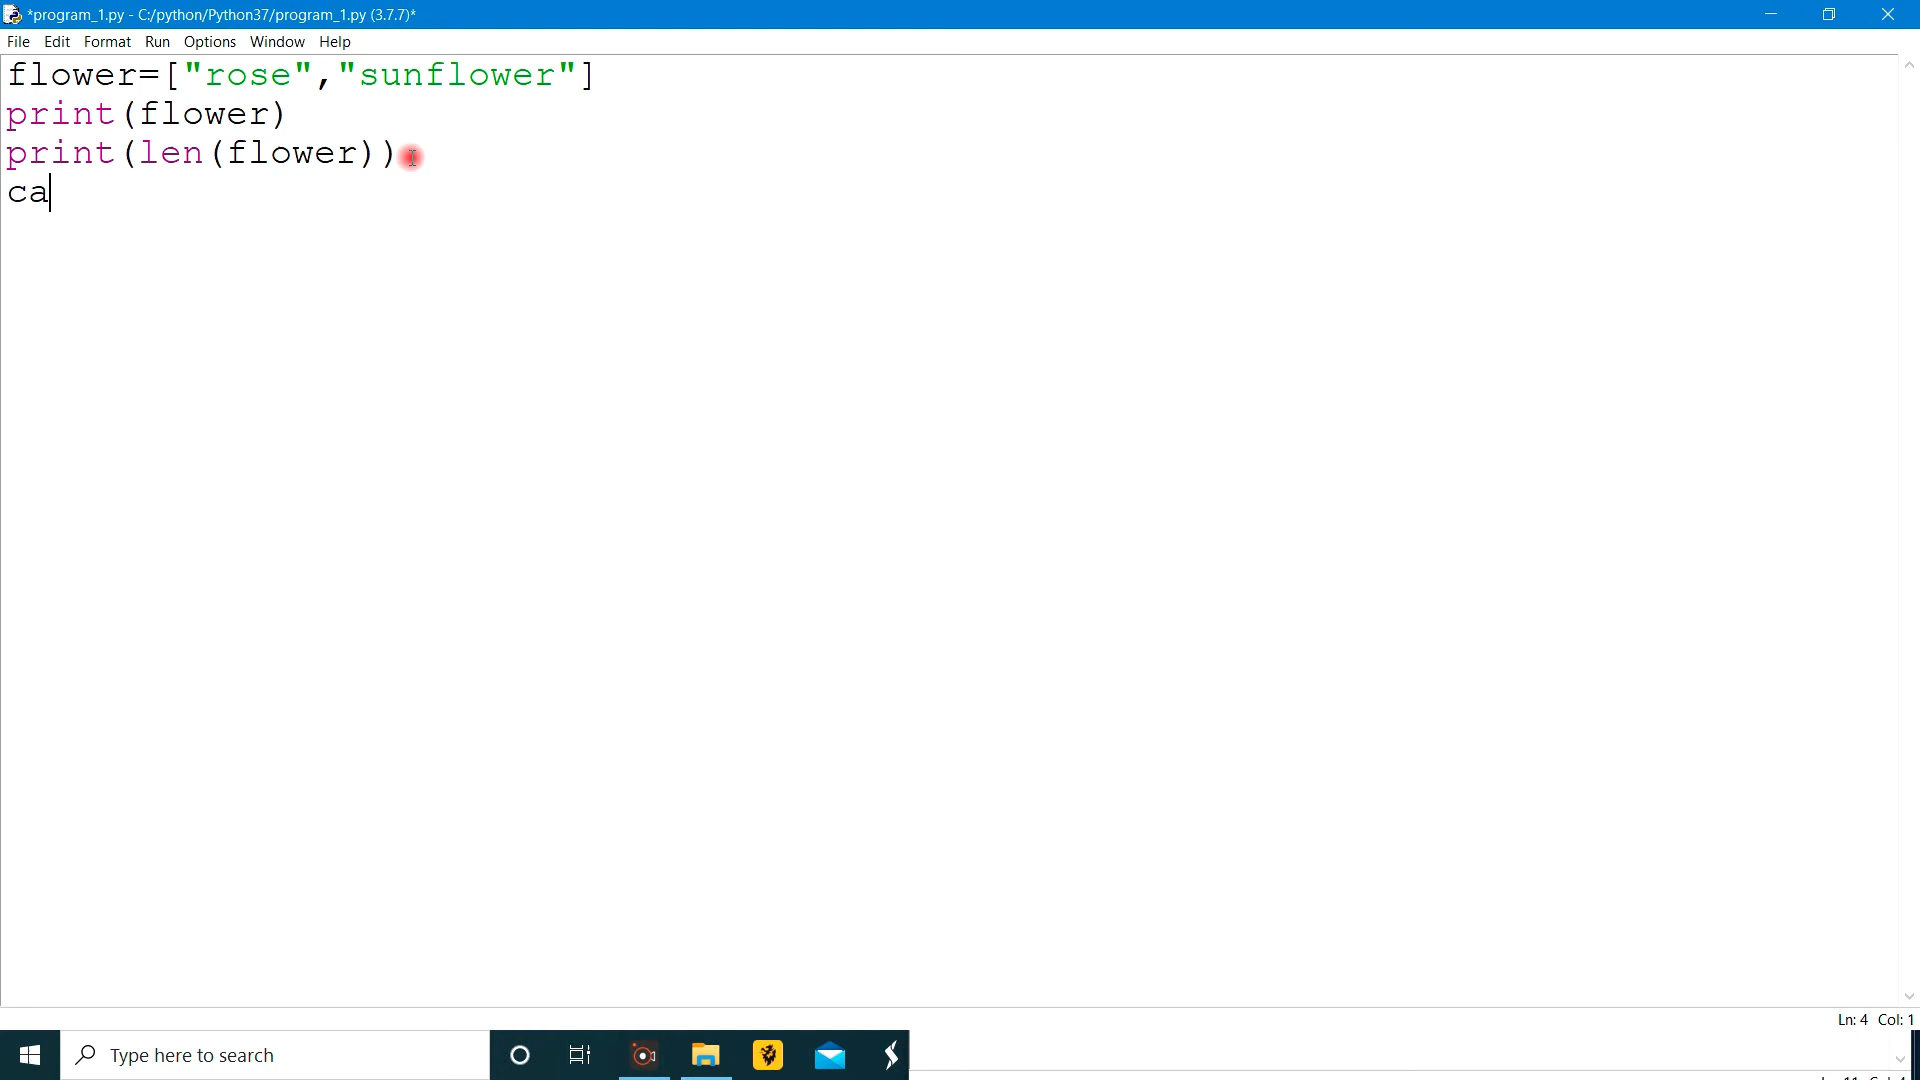 *program_1.py - C:/python/Python37/program_1.py (3.7.7)*
File Edit Format Run Options Window Help
flower=["rose","sunflower"]
print(flower)
print(len(flower))
ca
Ln: 4 Col: 1
Type here to search